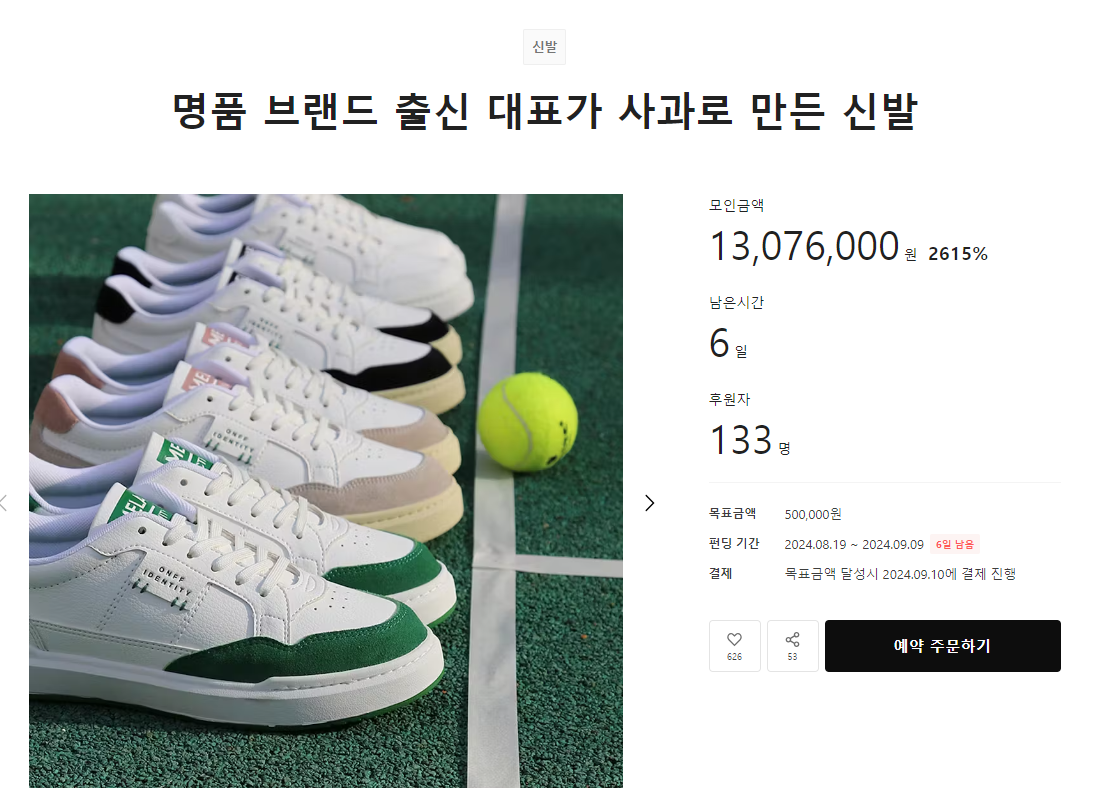 신발
명품 브랜드 출신 대표가 사과로 만든 신발
모인금액
13,076,000 원 2615%
남은시간
6 일
후원자
133 명
목표금액 500,000원
펀딩 기간 2024.08.19 ~ 2024.09.09 6일 남음
결제 목표금액 달성시 2024.09.10에 결제 진행
626
53
예약 주문하기
ONFF
IDENTITY
ONFF
IDENTITY